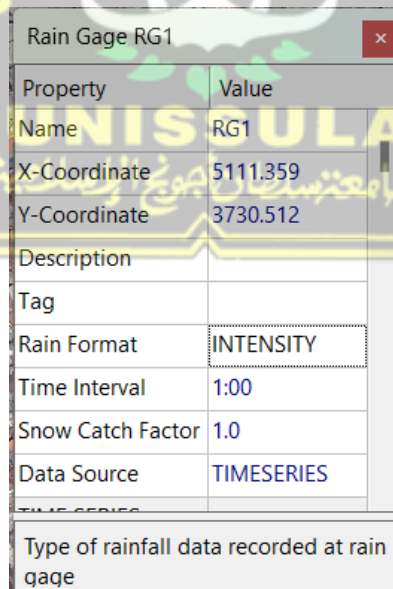 Rain Gage RG1
×
Property Value
Name RG1
X-Coordinate 5111.359
Y-Coordinate 3730.512
Description
Tag
Rain Format INTENSITY
Time Interval 1:00
Snow Catch Factor 1.0
Data Source TIMESERIES
TIME SERIES
Type of rainfall data recorded at rain
gage
UNISSULA